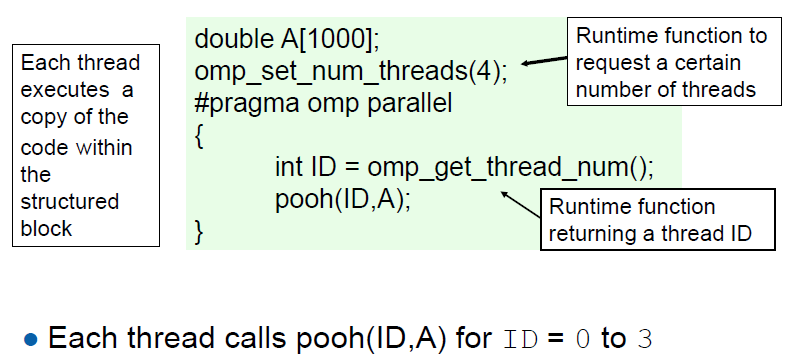 Each thread
executes a
copy of the
code within
the
structured
block
double A[1000];
omp_set_num_threads(4);
#pragma omp parallel
{
int ID = omp_get_thread_num();
pooh(ID,A);
}
Runtime function to
request a certain
number of threads
Runtime function
returning a thread ID
● Each thread calls pooh(ID,A) for ID = 0 to 3